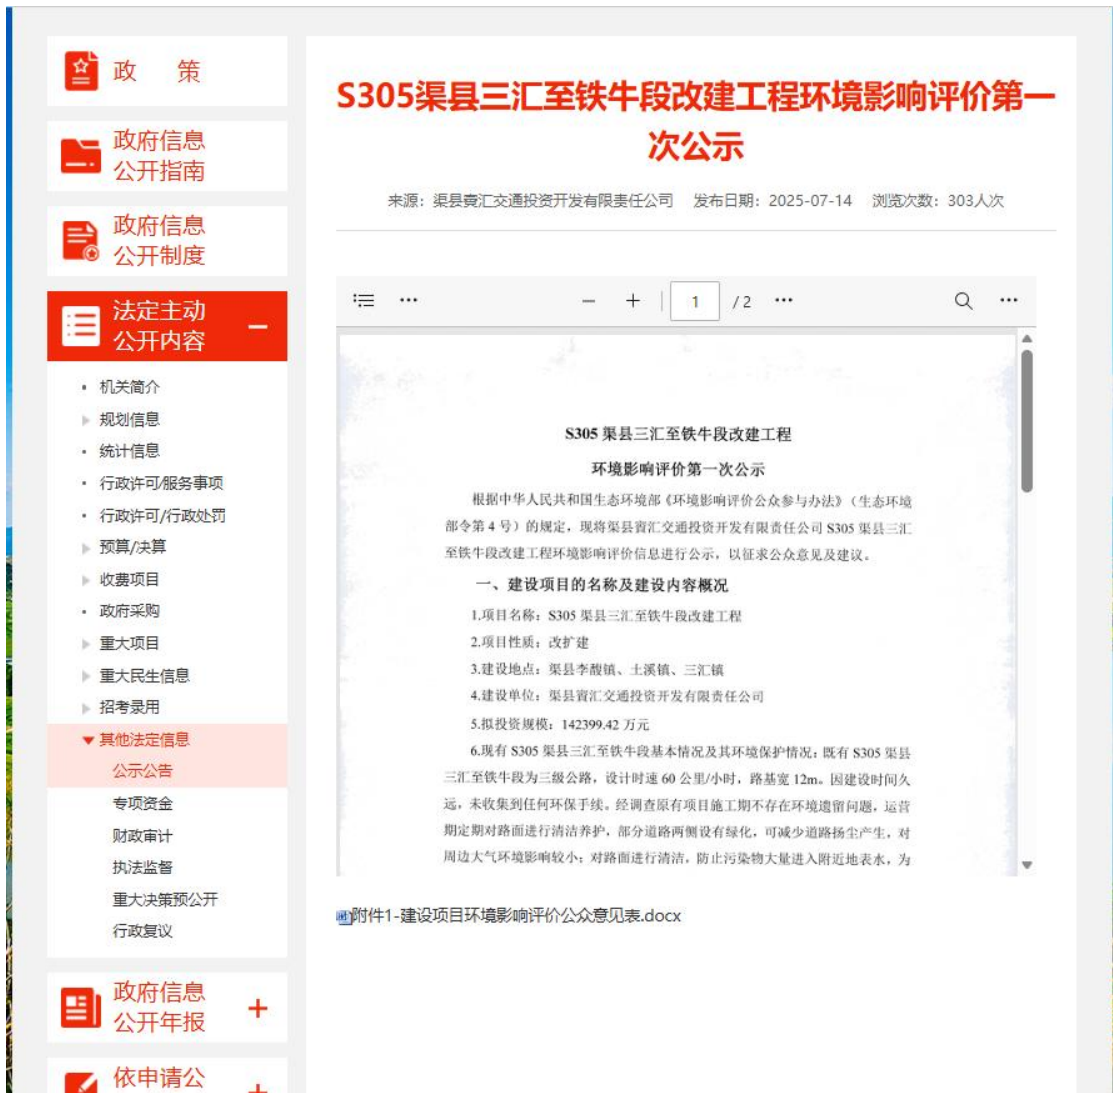 政 策
政府信息
公开指南
政府信息
公开制度
法定主动
公开内容
机关简介
规划信息
统计信息
行政许可/服务事项
行政许可/行政处罚
预算/决算
收费项目
政府采购
重大项目
重大民生信息
招考录用
其他法定信息
公示公告
专项资金
财政审计
执法监督
重大决策预公开
行政复议
政府信息
公开年报
依申请公
S305渠县三汇至铁牛段改建工程环境影响评价第一
次公示
来源：渠县賨汇交通投资开发有限责任公司 发布日期：2025-07-14 浏览次数：303人次
1 / 2
S305 渠县三汇至铁牛段改建工程
环境影响评价第一次公示
根据中华人民共和国生态环境部《环境影响评价公众参与办法》（生态环境
部令第 4 号）的规定，现将渠县賨汇交通投资开发有限责任公司 S305 渠县三汇
至铁牛段改建工程环境影响评价信息进行公示，以征求公众意见及建议。
一、建设项目的名称及建设内容概况
1.项目名称：S305 渠县三汇至铁牛段改建工程
2.项目性质：改扩建
3.建设地点：渠县李馥镇、土溪镇、三汇镇
4.建设单位：渠县賨汇交通投资开发有限责任公司
5.拟投资规模：142399.42 万元
6.现有 S305 渠县三汇至铁牛段基本情况及其环境保护情况：既有 S305 渠县
三汇至铁牛段为三级公路，设计时速 60 公里/小时，路基宽 12m。因建设时间久
远，未收集到任何环保手续。经调查原有项目施工期不存在环境遗留问题，运营
期定期对路面进行清洁养护，部分道路两侧设有绿化，可减少道路扬尘产生，对
周边大气环境影响较小；对路面进行清洁，防止污染物大量进入附近地表水，为
附件1-建设项目环境影响评价公众意见表.docx